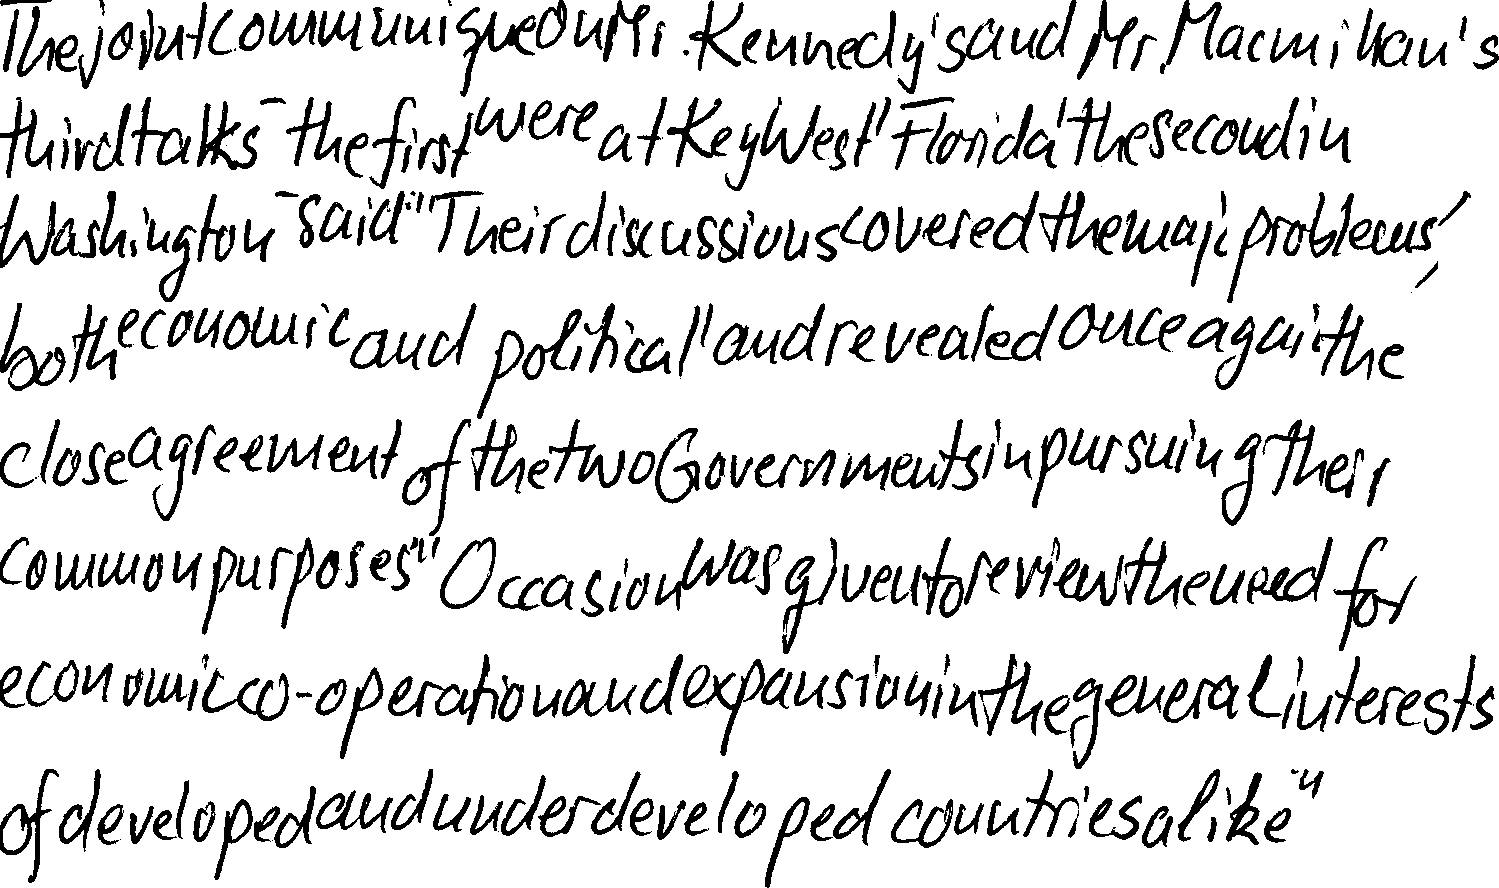 The joint communique on Mr. Kennedy's and Mr. Macmillan's
third talks - the first were at Key West, Florida, the second in
Washington - said: "Their discussions covered the major problems,
both economic and political, and revealed once again the
close agreement of the two Governments in pursuing their
common purposes." "Occasion was given to review the need for
economic co-operation and expansion in the general interests
of developed and underdeveloped countries alike."